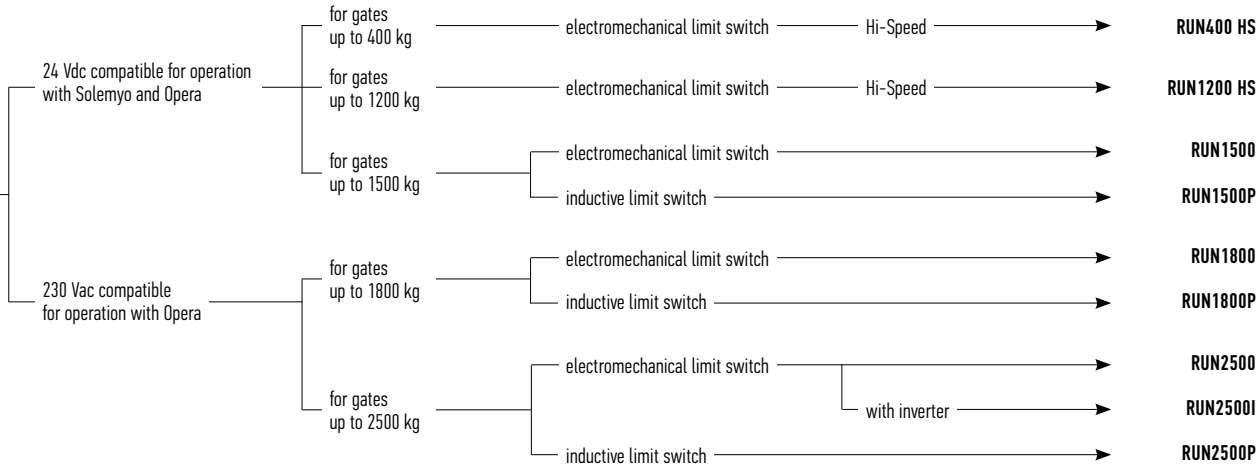 for gates
up to 400 kg
electromechanical limit switch
Hi-Speed
RUN400 HS
24 Vdc compatible for operation
with Solemyo and Opera
for gates
up to 1200 kg
electromechanical limit switch
Hi-Speed
RUN1200 HS
for gates
up to 1500 kg
electromechanical limit switch
RUN1500
inductive limit switch
RUN1500P
230 Vac compatible
for operation with Opera
for gates
up to 1800 kg
electromechanical limit switch
RUN1800
inductive limit switch
RUN1800P
for gates
up to 2500 kg
electromechanical limit switch
RUN2500
with inverter
RUN2500I
inductive limit switch
RUN2500P